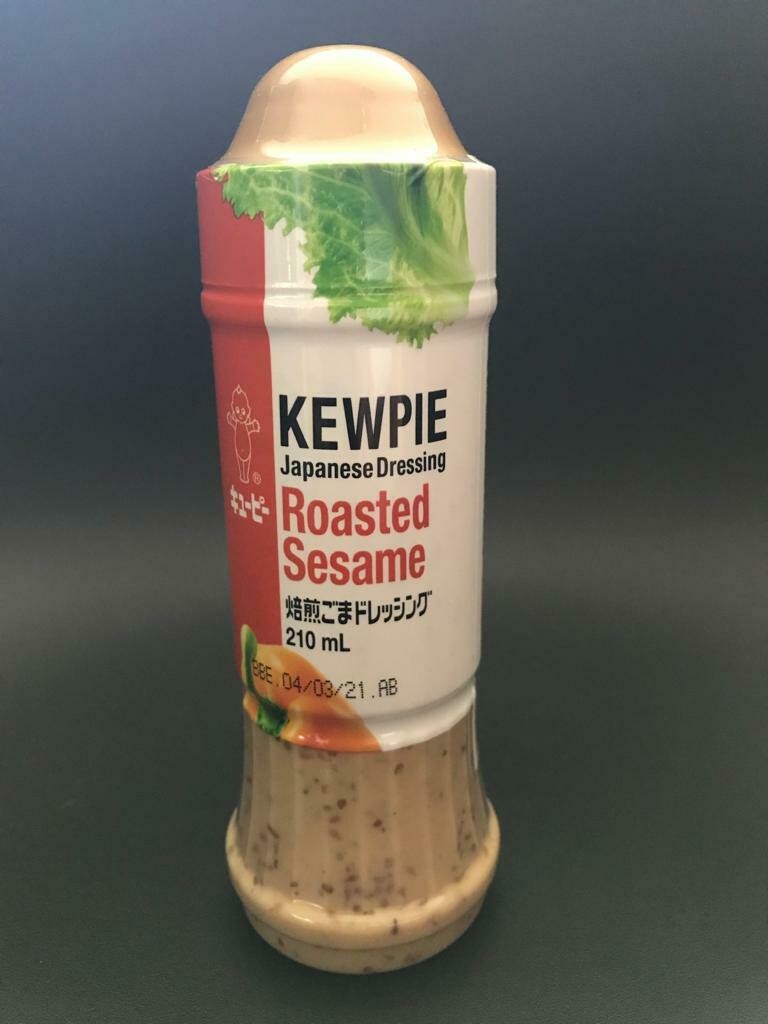 KEWPIE
Japanese Dressing
®
キユーピー
Roasted
Sesame
焙煎ごまドレッシング
210 mL
BBE.04/03/21.AB